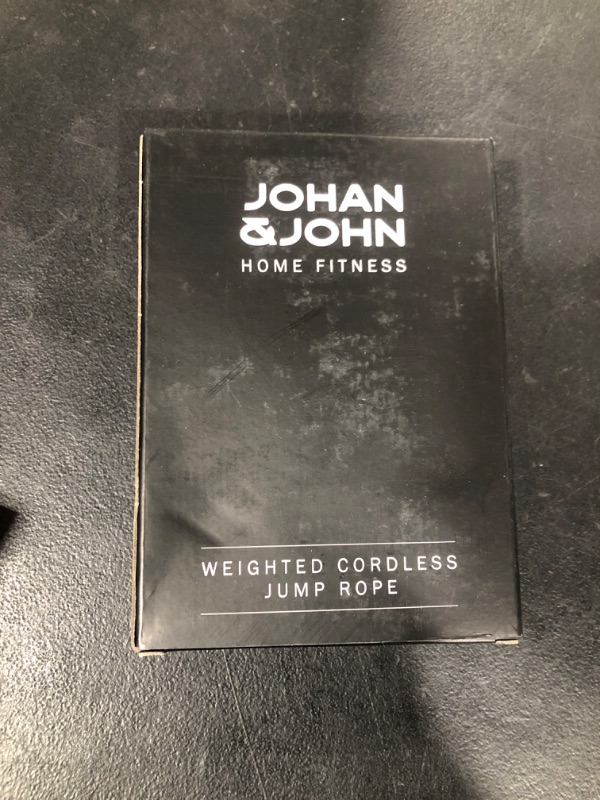 JOHAN
&JOHN
HOME FITNESS
WEIGHTED CORDLESS
JUMP ROPE